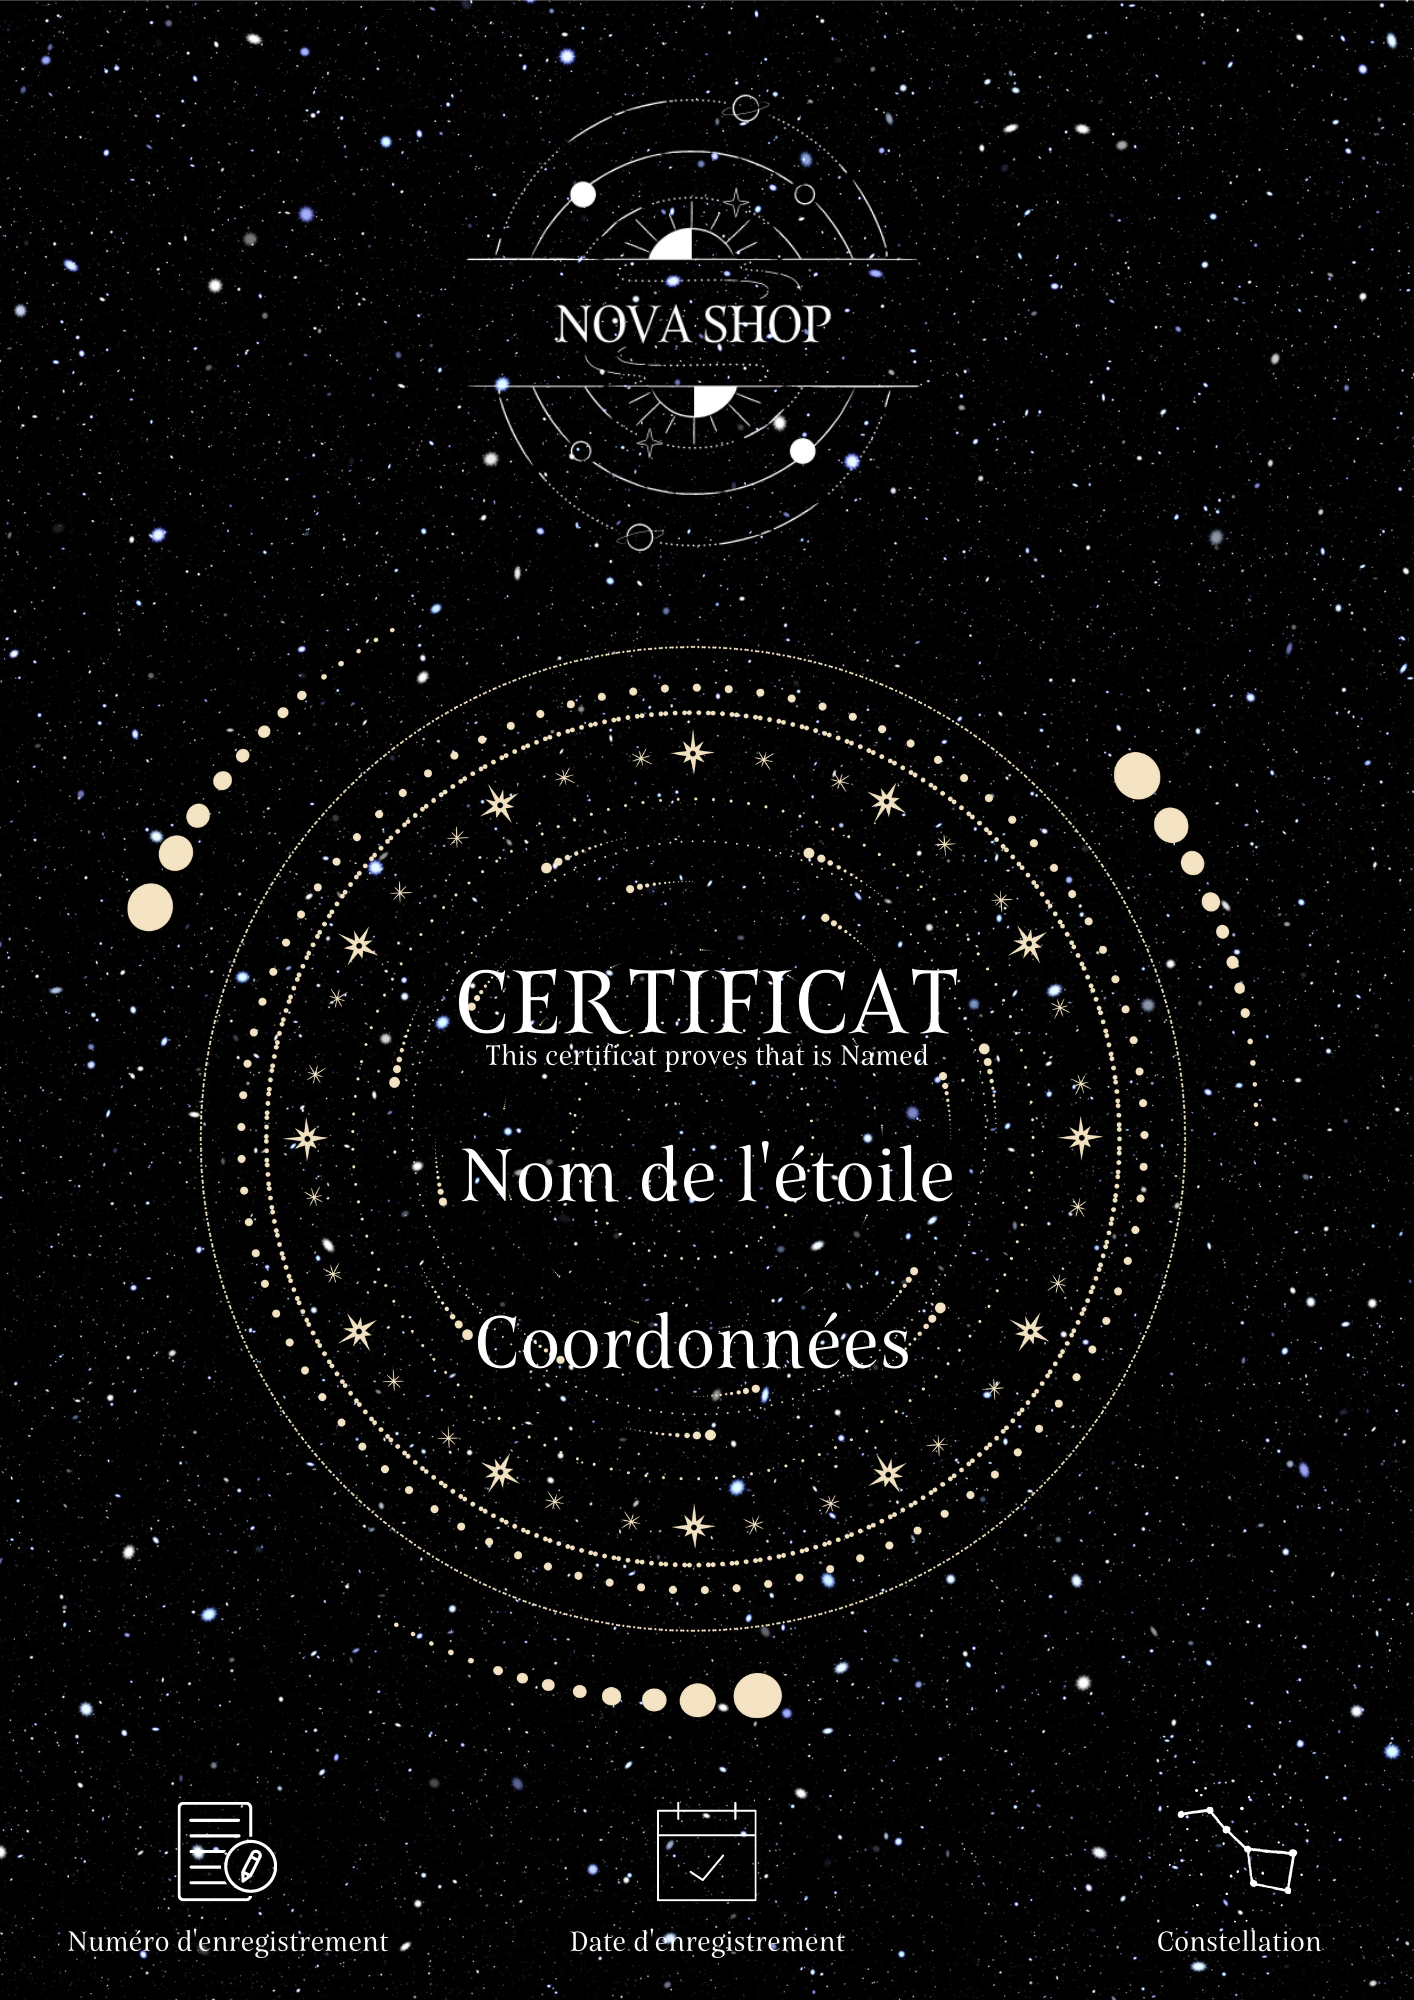 NOVA SHOP
CERTIFICAT
This certificat proves that is Named
Nom de l'étoile
Coordonnées
Numéro d'enregistrement
Date d'enregistrement
Constellation